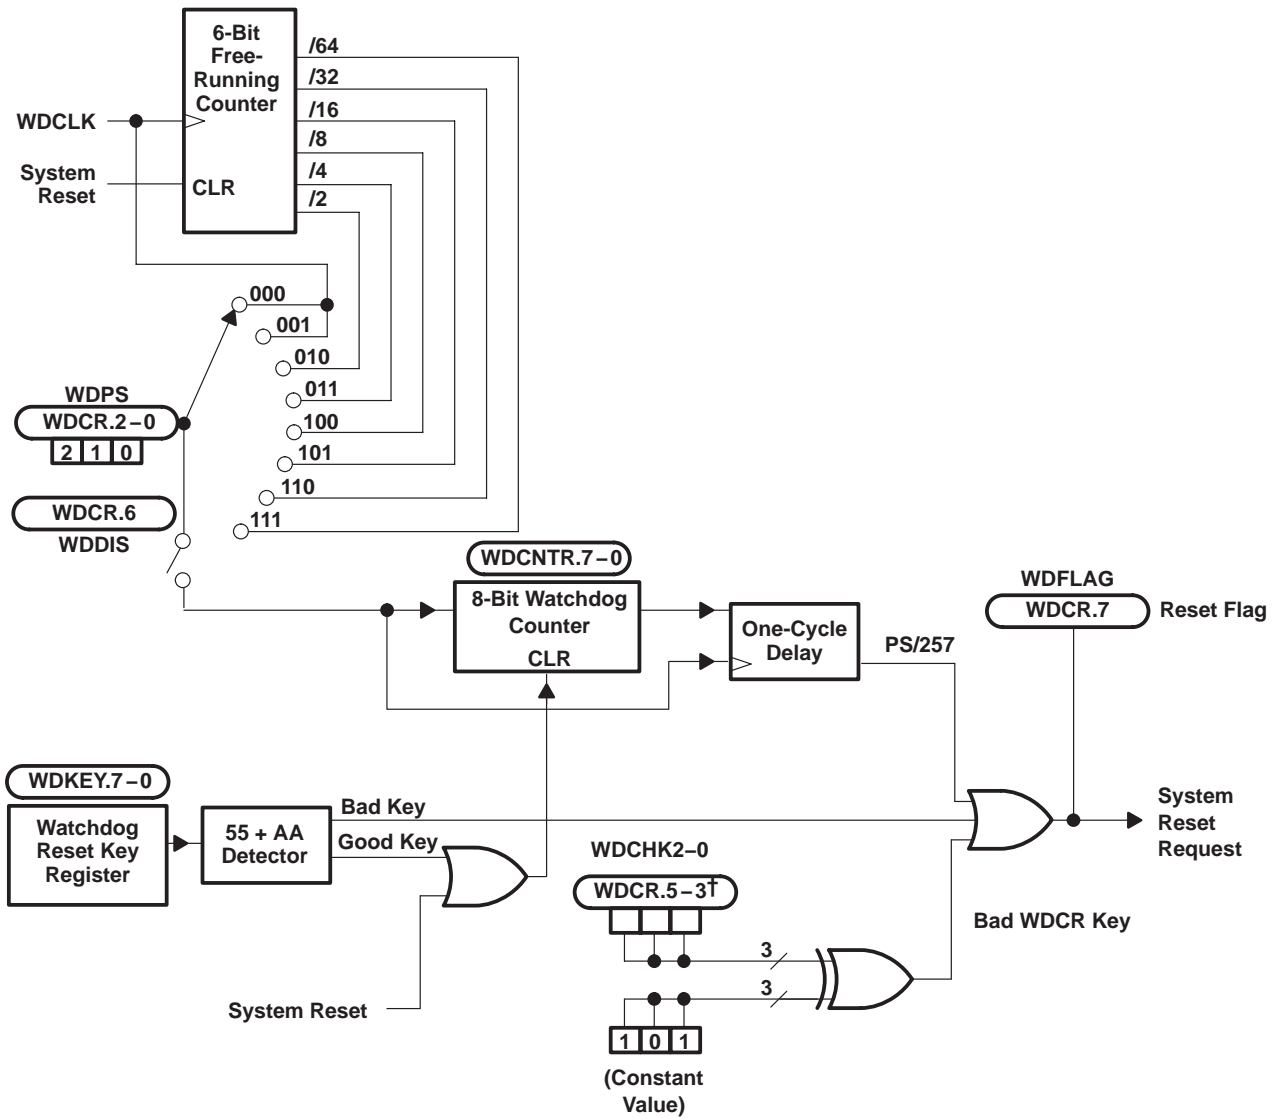 6-Bit
Free-
Running
Counter
/64
/32
/16
/8
/4
/2
WDCLK
System
Reset
CLR
000
001
010
011
100
101
110
111
WDPS
WDCR.2–0
2 1 0
WDCR.6
WDDIS
WDCNTR.7–0
8-Bit Watchdog
Counter
CLR
One-Cycle
Delay
PS/257
WDFLAG
WDCR.7
Reset Flag
WDKEY.7–0
Watchdog
Reset Key
Register
55 + AA
Detector
Bad Key
Good Key
System Reset
WDCHK2–0
WDCR.5–3†
3
3
1 0 1
(Constant
Value)
Bad WDCR Key
System
Reset
Request